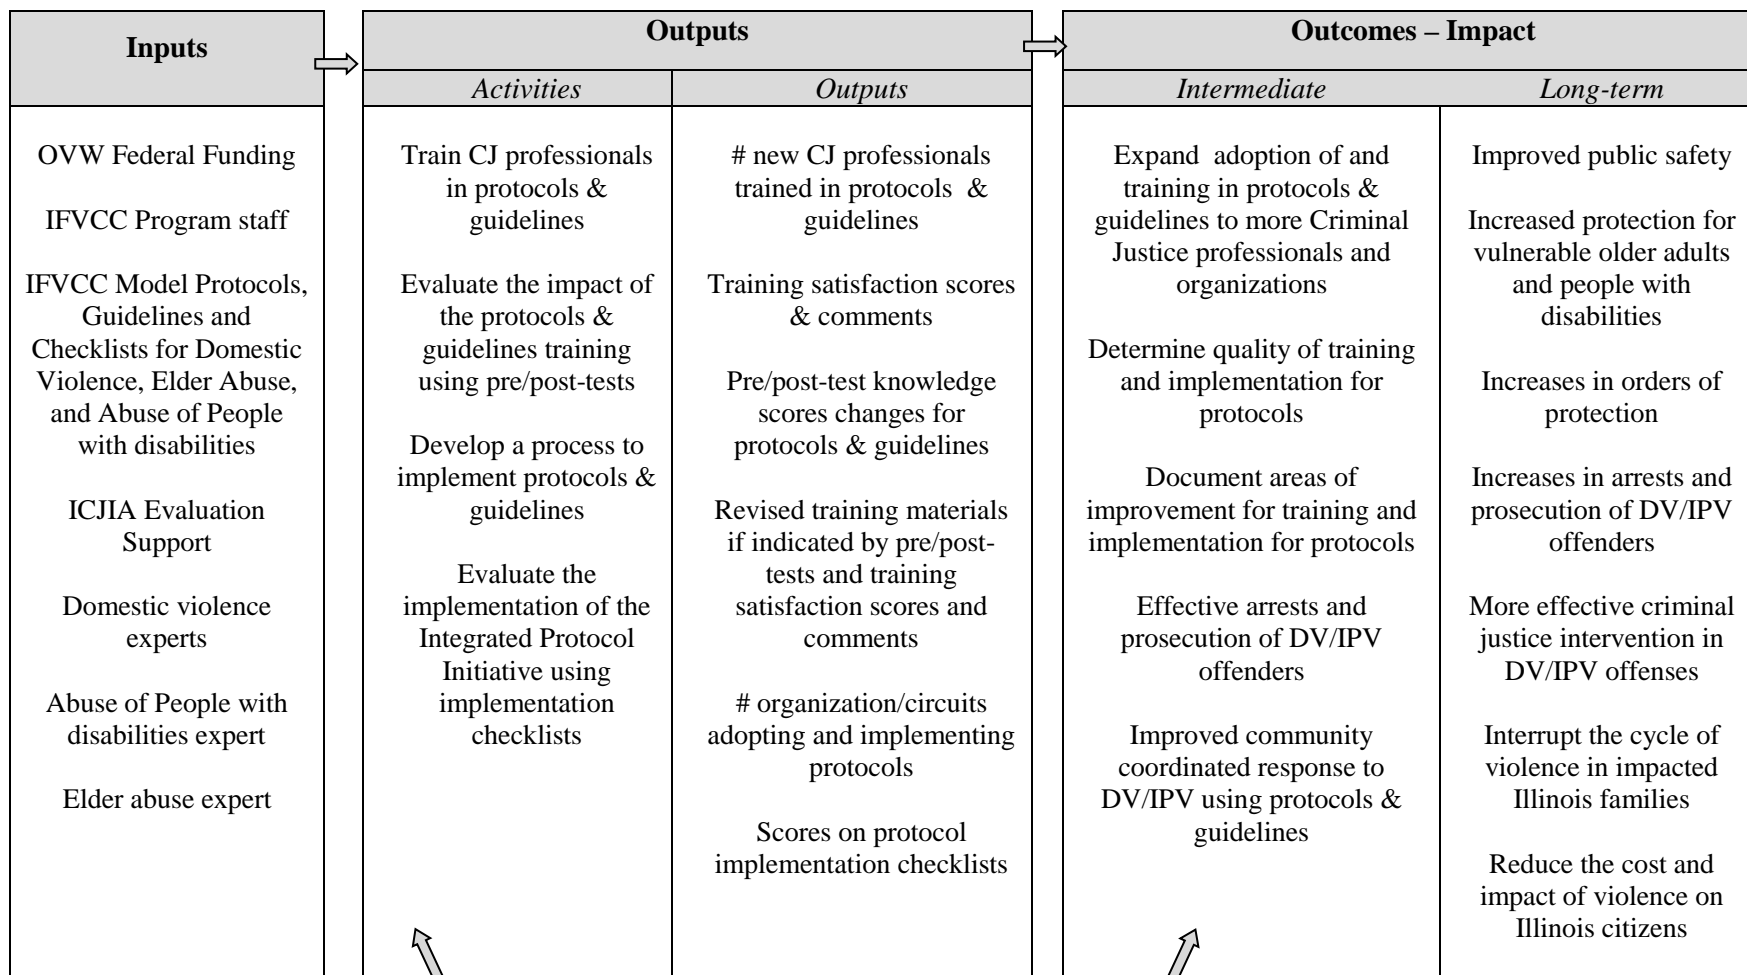 Inputs
OVW Federal Funding
IFVCC Program staff
IFVCC Model Protocols,
Guidelines and
Checklists for Domestic
Violence, Elder Abuse,
and Abuse of People
with disabilities
ICJIA Evaluation
Support
Domestic violence
experts
Abuse of People with
disabilities expert
Elder abuse expert
Outputs
Activities
Train CJ professionals
in protocols &
guidelines
Evaluate the impact of
the protocols &
guidelines training
using pre/post-tests
Develop a process to
implement protocols &
guidelines
Evaluate the
implementation of the
Integrated Protocol
Initiative using
implementation
checklists
Outputs
# new CJ professionals
trained in protocols &
guidelines
Training satisfaction scores
& comments
Pre/post-test knowledge
scores changes for
protocols & guidelines
Revised training materials
if indicated by pre/post-
tests and training
satisfaction scores and
comments
# organization/circuits
adopting and implementing
protocols
Scores on protocol
implementation checklists
Outcomes – Impact
Intermediate
Expand adoption of and
training in protocols &
guidelines to more Criminal
Justice professionals and
organizations
Determine quality of training
and implementation for
protocols
Document areas of
improvement for training and
implementation for protocols
Effective arrests and
prosecution of DV/IPV
offenders
Improved community
coordinated response to
DV/IPV using protocols &
guidelines
Long-term
Improved public safety
Increased protection for
vulnerable older adults
and people with
disabilities
Increases in orders of
protection
Increases in arrests and
prosecution of DV/IPV
offenders
More effective criminal
justice intervention in
DV/IPV offenses
Interrupt the cycle of
violence in impacted
Illinois families
Reduce the cost and
impact of violence on
Illinois citizens